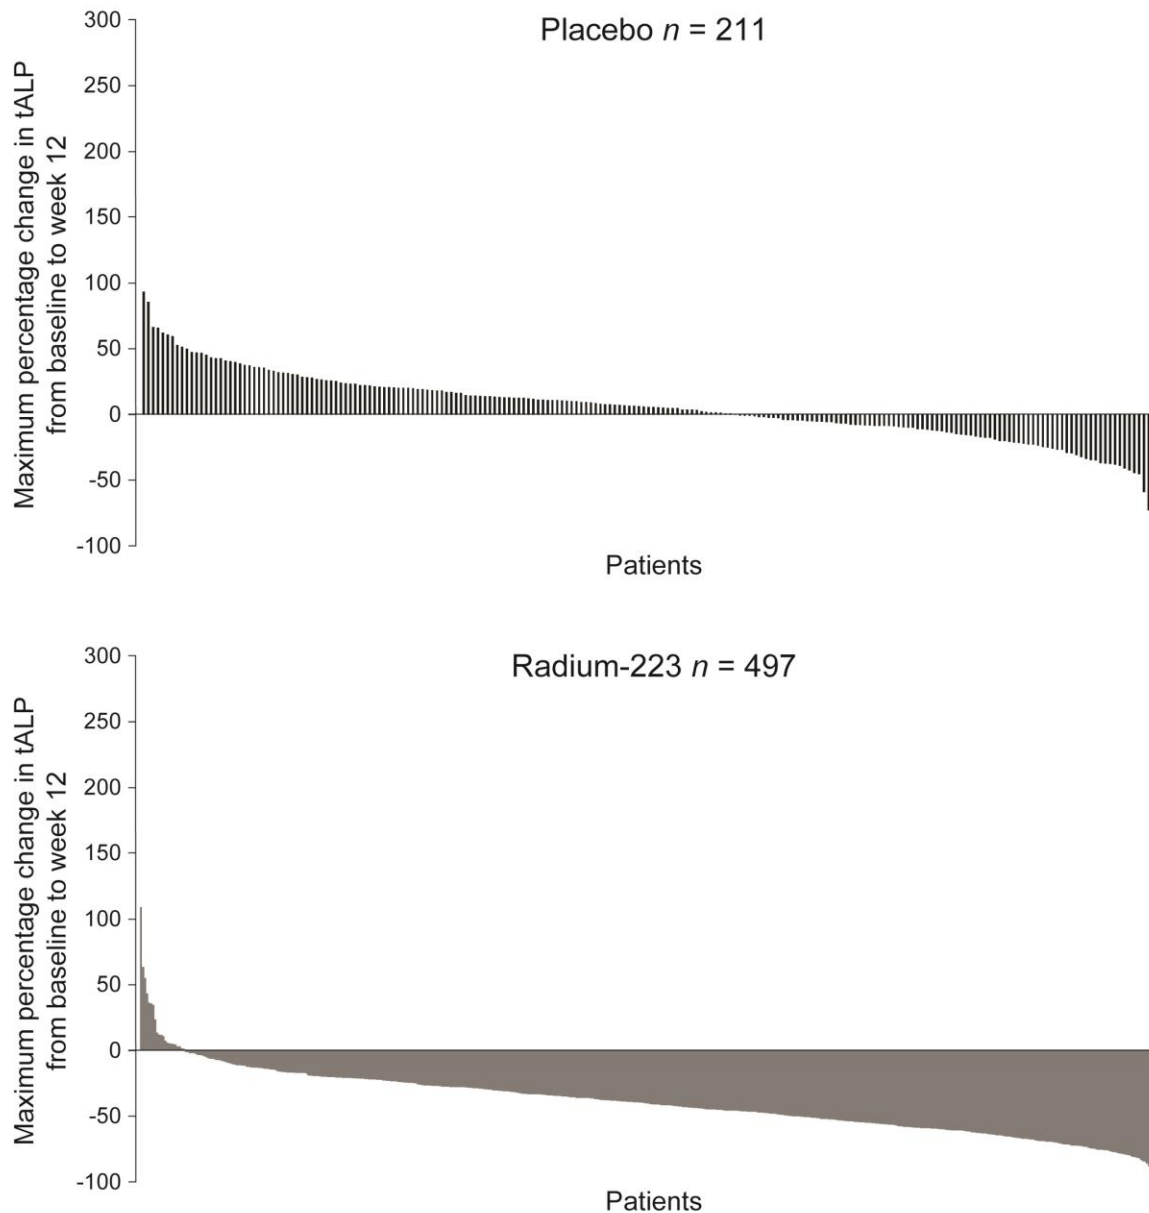 Placebo n = 211
Maximum percentage change in tALP
from baseline to week 12
300
250
200
150
100
50
0
-50
-100
Patients
Radium-223 n = 497
Maximum percentage change in tALP
from baseline to week 12
300
250
200
150
100
50
0
-50
-100
Patients